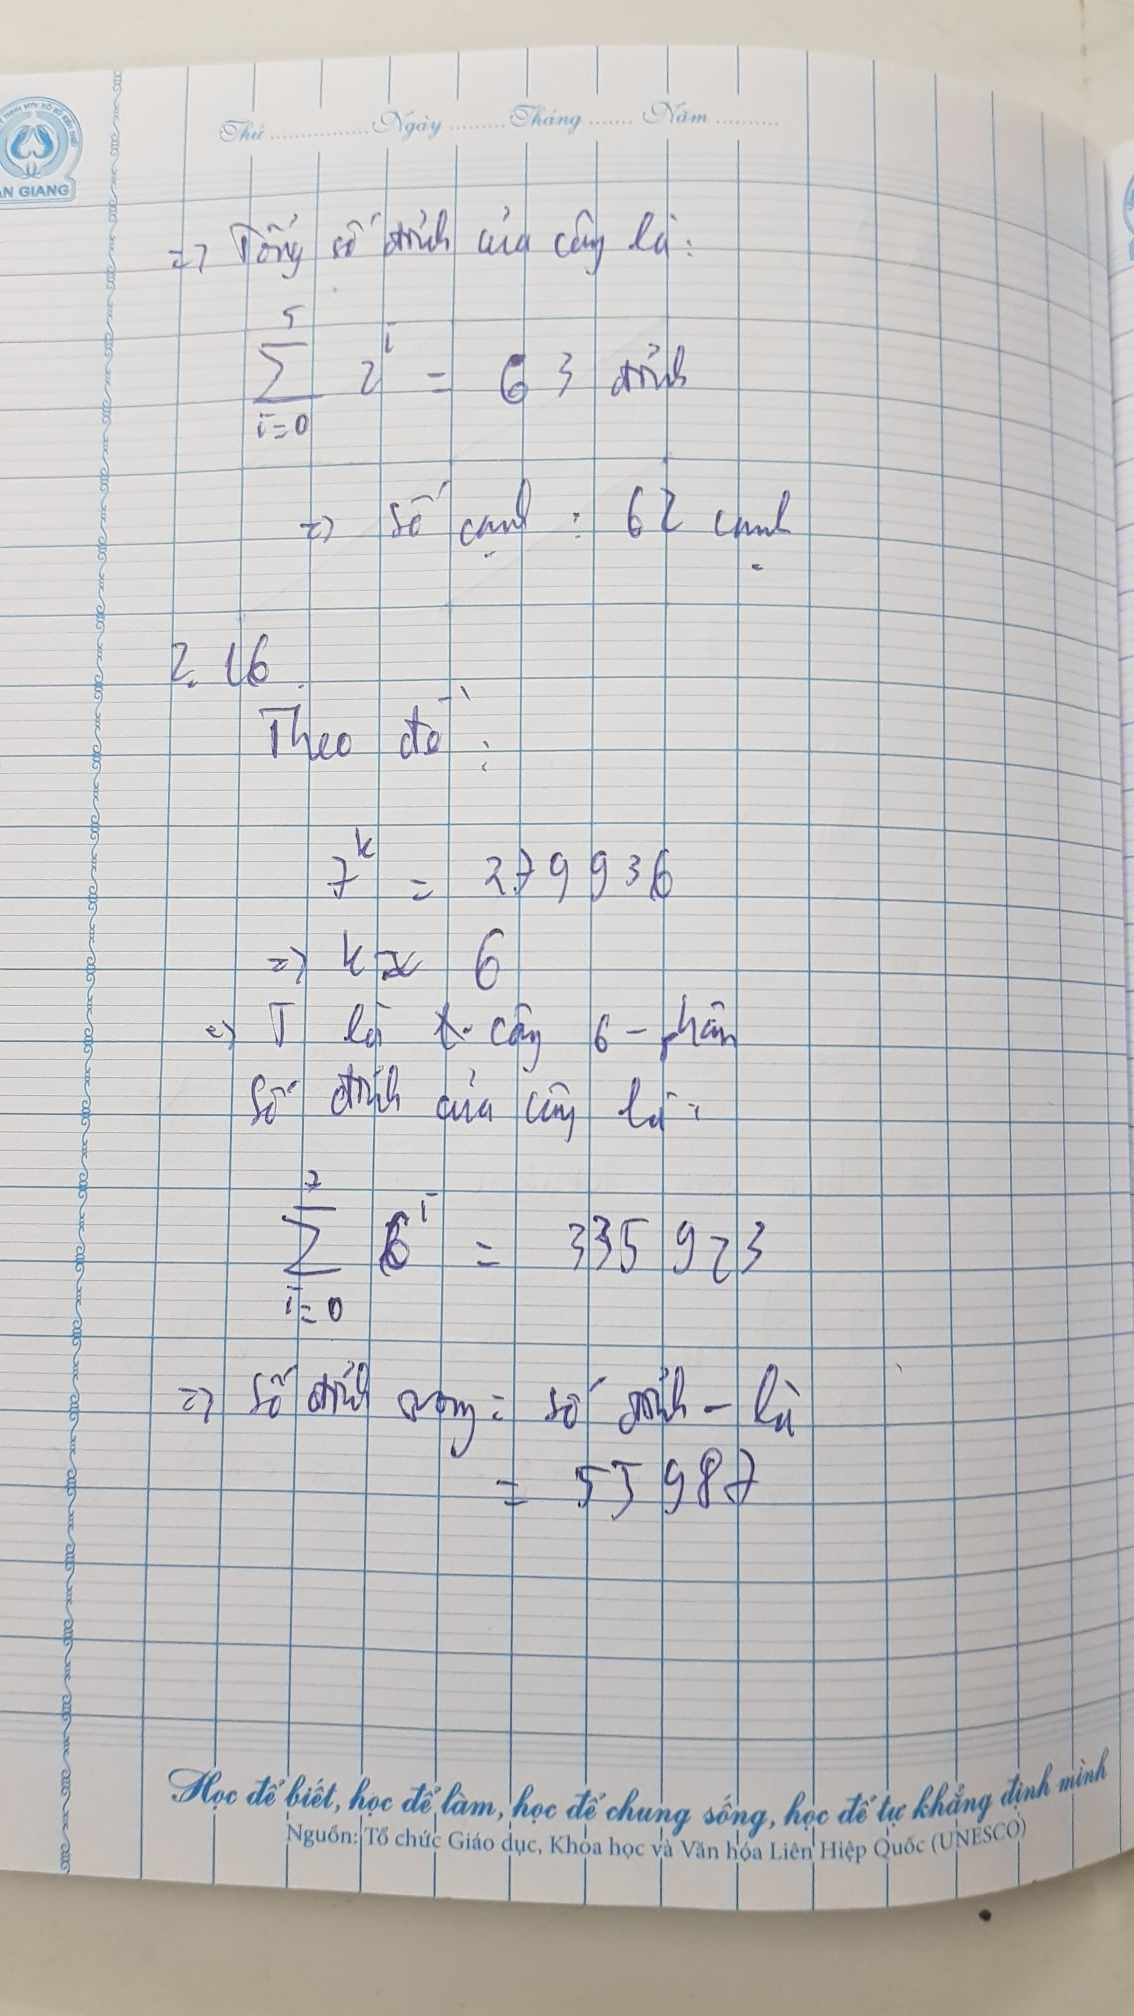 AN GIANG
Thứ ............... Ngày ......... Tháng ....... Năm ..........
=> Tổng số đỉnh của cây là:
5
∑ 2^i = 63 đỉnh
i=0
=> số cạnh : 62 cạnh
2.16
Theo đề :
7^k = 279936
=> k = 6
=> T là cây 6 - phân
Số đỉnh của cây là :
7
∑ 6^i = 335923
i=0
=> số đỉnh trong = số đỉnh - lá
= 55987
Học để biết, học để làm, học để chung sống, học để tự khẳng định mình
Nguồn: Tổ chức Giáo dục, Khoa học và Văn hóa Liên Hiệp Quốc (UNESCO)